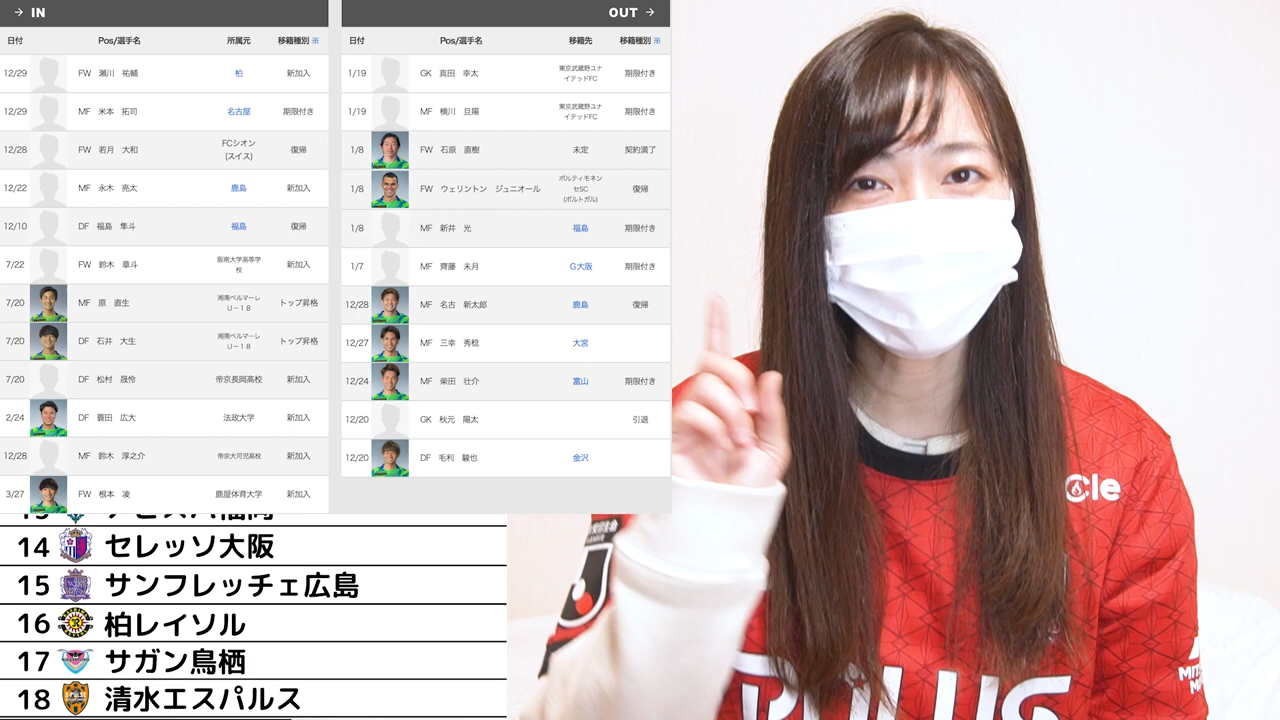 → IN
日付 Pos/選手名 所属元 移籍種別 ※
12/29 FW 瀬川 祐輔 柏 新加入
12/29 MF 米本 拓司 名古屋 期限付き
12/28 FW 若月 大和 FCシオン
(スイス) 復帰
12/22 MF 永木 亮太 鹿島 新加入
12/10 DF 福島 隼斗 福島 復帰
7/22 FW 鈴木 章斗 阪南大学高等学
校 新加入
7/20 MF 原 直生 湘南ベルマーレ
U-18 トップ昇格
7/20 DF 石井 大生 湘南ベルマーレ
U-18 トップ昇格
7/20 DF 松村 晟怜 帝京長岡高校 新加入
2/24 DF 蓑田 広大 法政大学 新加入
12/28 MF 鈴木 淳之介 帝京大可児高校 新加入
3/27 FW 根本 凌 鹿屋体育大学 新加入
OUT →
日付 Pos/選手名 移籍先 移籍種別 ※
1/19 GK 真田 幸太 東京武蔵野ユナ
イテッドFC 期限付き
1/19 MF 横川 旦陽 東京武蔵野ユナ
イテッドFC 期限付き
1/8 FW 石原 直樹 未定 契約満了
1/8 FW ウェリントン ジュニオール ポルティモネン
セSC
(ポルトガル) 復帰
1/8 MF 新井 光 福島 期限付き
1/7 MF 齊藤 未月 G大阪 期限付き
12/28 MF 名古 新太郎 鹿島 復帰
12/27 MF 三幸 秀稔 大宮
12/24 MF 柴田 壮介 富山 期限付き
12/20 GK 秋元 陽太 引退
12/20 DF 毛利 駿也 金沢
14 セレッソ大阪
15 サンフレッチェ広島
16 柏レイソル
17 サガン鳥栖
18 清水エスパルス